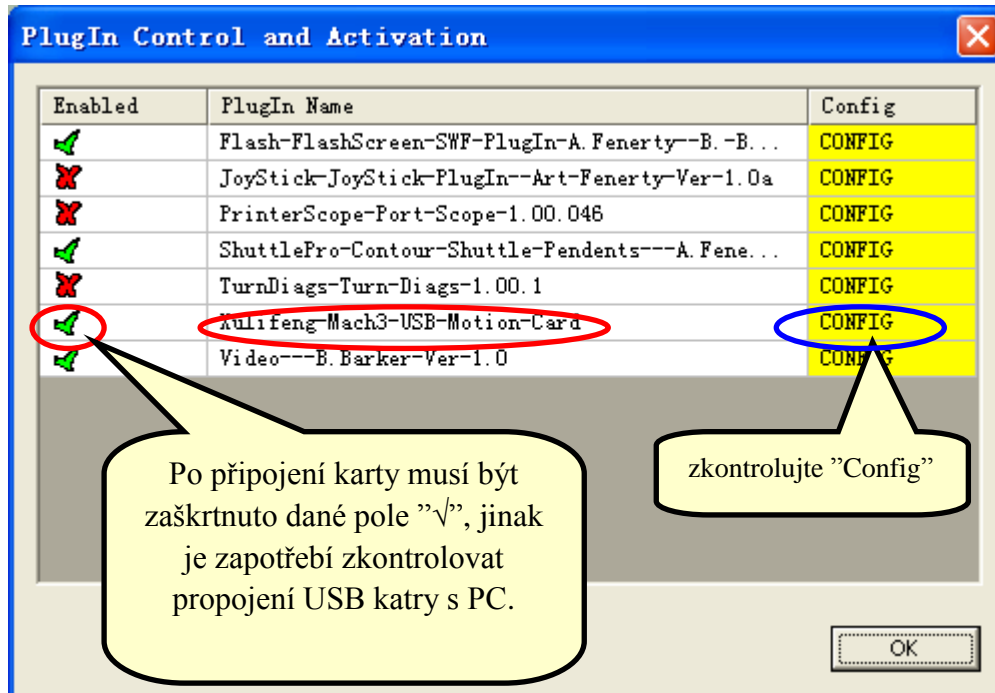 PlugIn Control and Activation
Enabled PlugIn Name Config
Flash-FlashScreen-SWF-PlugIn-A.Fenerty--B.-B... CONFIG
JoyStick-JoyStick-PlugIn--Art-Fenerty-Ver-1.0a CONFIG
PrinterScope-Port-Scope-1.00.046 CONFIG
ShuttlePro-Contour-Shuttle-Pendents---A.Fene... CONFIG
TurnDiags-Turn-Diags-1.00.1 CONFIG
Xulifeng-Mach3-USB-Motion-Card CONFIG
Video---B.Barker-Ver-1.0 CONFIG
Po připojení karty musí být
zaškrtnuto dané pole ”√”, jinak
je zapotřebí zkontrolovat
propojení USB katry s PC.
zkontrolujte ”Config”
OK